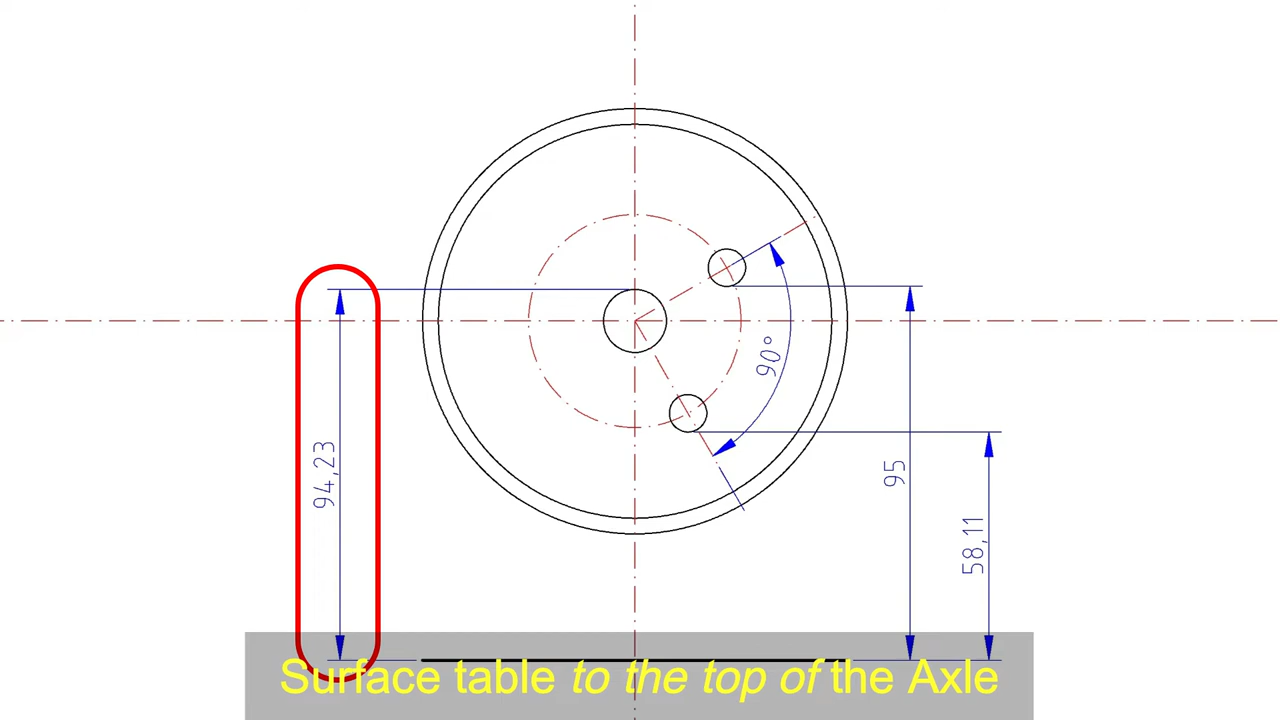 90°
94,23
95
58,11
Surface table to the top of the Axle